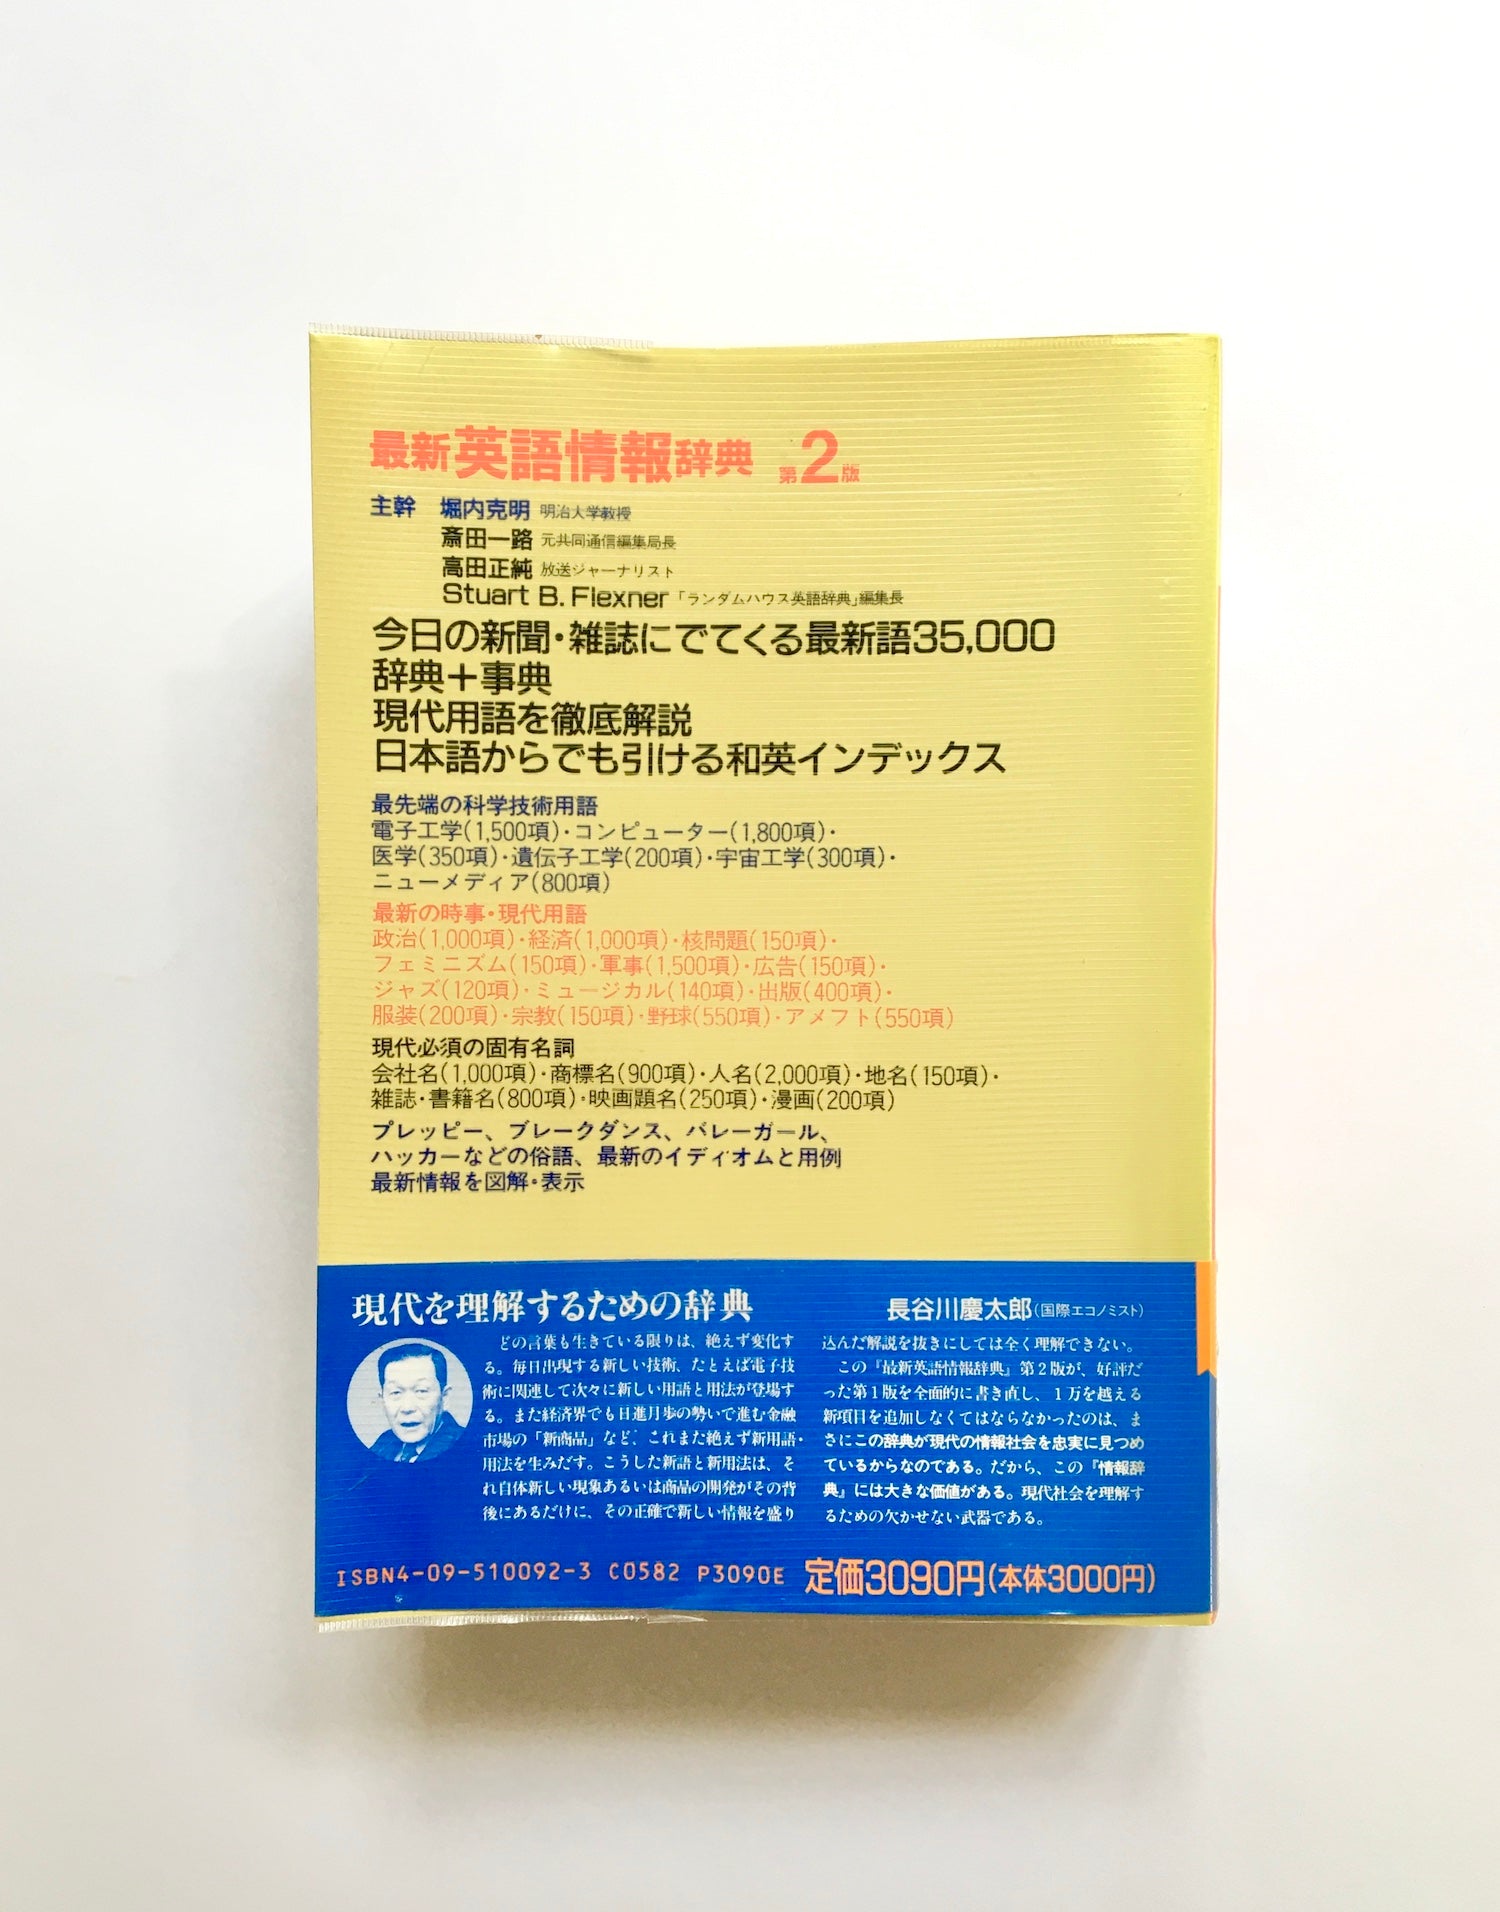 最新英語情報辞典 第2版
主幹 堀内克明 明治大学教授
斎田一路 元共同通信編集局長
高田正純 放送ジャーナリスト
Stuart B. Flexner「ランダムハウス英語辞典」編集長
今日の新聞・雑誌にでてくる最新語35,000
辞典＋事典
現代用語を徹底解説
日本語からでも引ける和英インデックス
最先端の科学技術用語
電子工学(1,500項)・コンピューター(1,800項)・
医学(350項)・遺伝子工学(200項)・宇宙工学(300項)・
ニューメディア(800項)
最新の時事・現代用語
政治(1,000項)・経済(1,000項)・核問題(150項)・
フェミニズム(150項)・軍事(1,500項)・広告(150項)・
ジャズ(120項)・ミュージカル(140項)・出版(400項)・
服装(200項)・宗教(150項)・野球(550項)・アメフト(550項)
現代必須の固有名詞
会社名(1,000項)・商標名(900項)・人名(2,000項)・地名(150項)・
雑誌・書籍名(800項)・映画題名(250項)・漫画(200項)
プレッピー、ブレークダンス、バレーガール、
ハッカーなどの俗語、最新のイディオムと用例
最新情報を図解・表示
現代を理解するための辞典
長谷川慶太郎(国際エコノミスト)
どの言葉も生きている限りは、絶えず変化す
る。毎日出現する新しい技術、たとえば電子技
術に関連して次々に新しい用語と用法が登場す
る。また経済界でも日進月歩の勢いで進む金融
市場の「新商品」など、これまた絶えず新用語・
用法を生みだす。こうした新語と新用法は、そ
れ自体新しい現象あるいは商品の開発がその背
後にあるだけに、その正確で新しい情報を盛り
込んだ解説を抜きにしては全く理解できない。
この『最新英語情報辞典』第2版が、好評だ
った第1版を全面的に書き直し、1万を越える
新項目を追加しなくてはならなかったのは、ま
さにこの辞典が現代の情報社会を忠実に見つめ
ているからなのである。だから、この『情報辞
典』には大きな価値がある。現代社会を理解す
るための欠かせない武器である。
ISBN4-09-510092-3 C0582 P3090E 定価3090円(本体3000円)